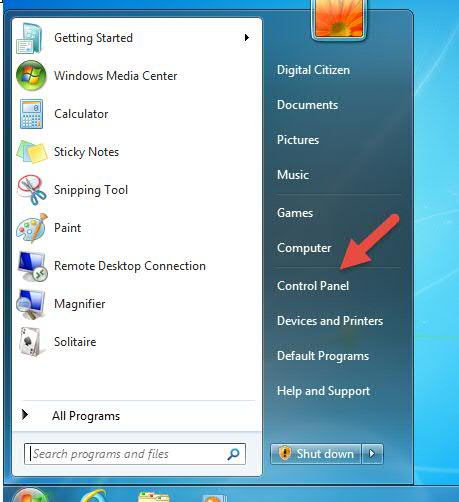 Getting Started
Windows Media Center
Calculator
Sticky Notes
Snipping Tool
Paint
Remote Desktop Connection
Magnifier
Solitaire
All Programs
Search programs and files
Digital Citizen
Documents
Pictures
Music
Games
Computer
Control Panel
Devices and Printers
Default Programs
Help and Support
Shut down